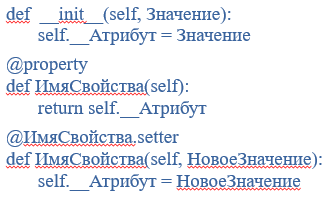 def __init__(self, Значение):
self.__Атрибут = Значение
@property
def ИмяСвойства(self):
return self.__Атрибут
@ИмяСвойства.setter
def ИмяСвойства(self, НовоеЗначение):
self.__Атрибут = НовоеЗначение